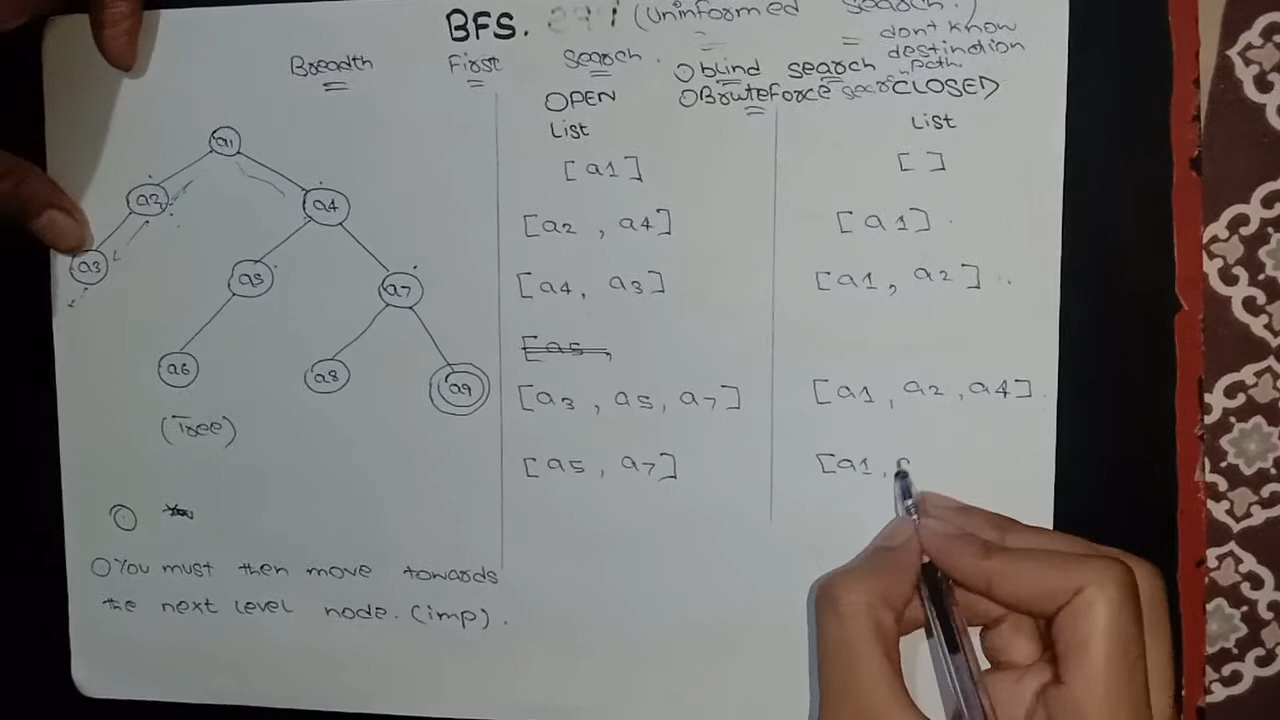 BFS. (Uninformed Search.)
Breadth First Search.
= don't know destination path.
O blind search
O Bruteforce search
OPEN List
CLOSED List
a1
a2 a4
a3 a5 a7
a6 a8 a9
(Tree)
[a1] []
[a2, a4] [a1].
[a4, a3] [a1, a2].
[a5,
[a3, a5, a7] [a1, a2, a4].
[a5, a7] [a1,
O You must then move towards
the next level node. (imp).